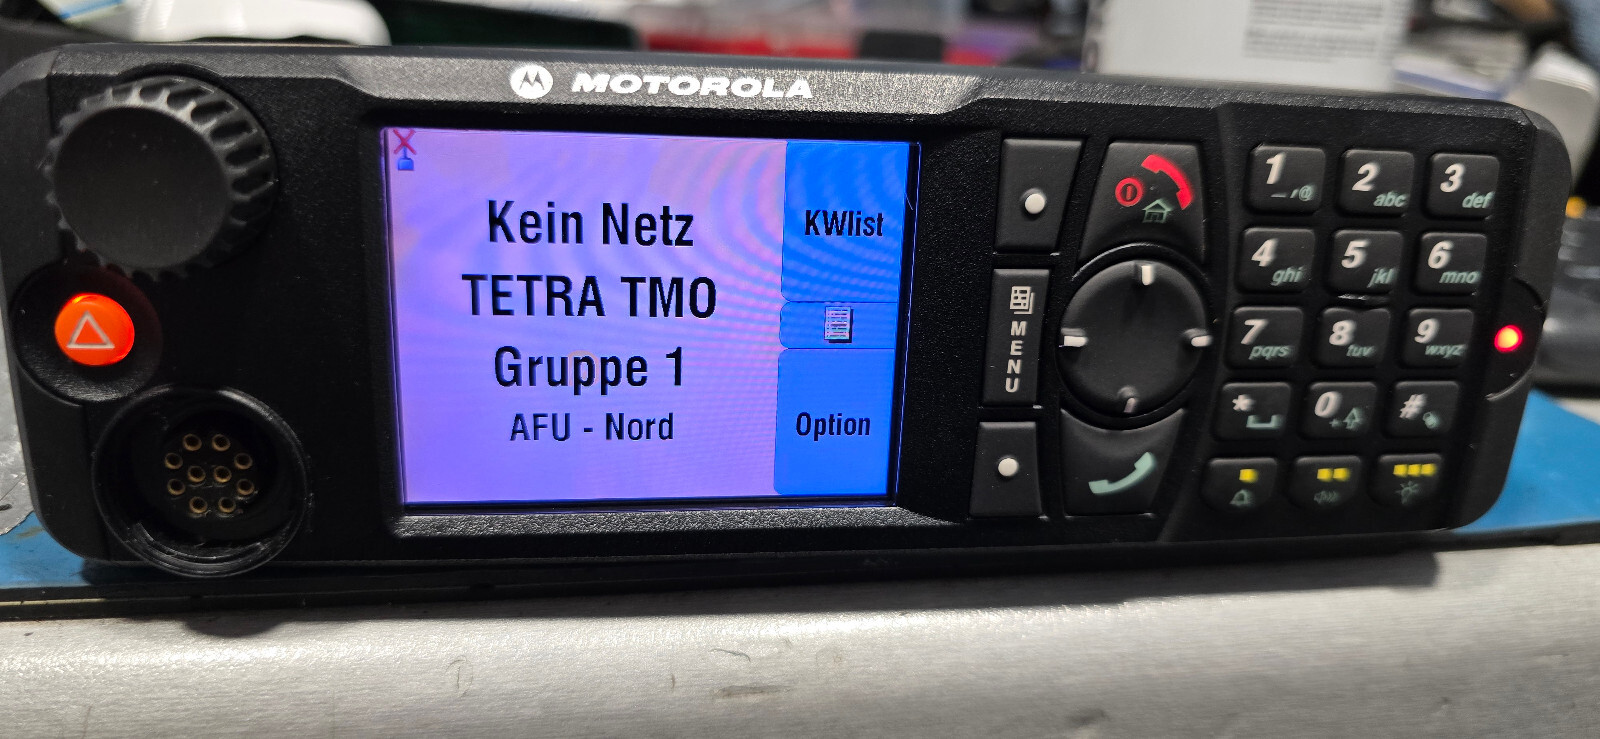 MOTOROLA
Kein Netz
TETRA TMO
Gruppe 1
AFU - Nord
KWlist
Option
MENU
1
2 abc
3 def
4 ghi
5 jkl
6 mno
7 pqrs
8 tuv
9 wxyz
*
0 +
#